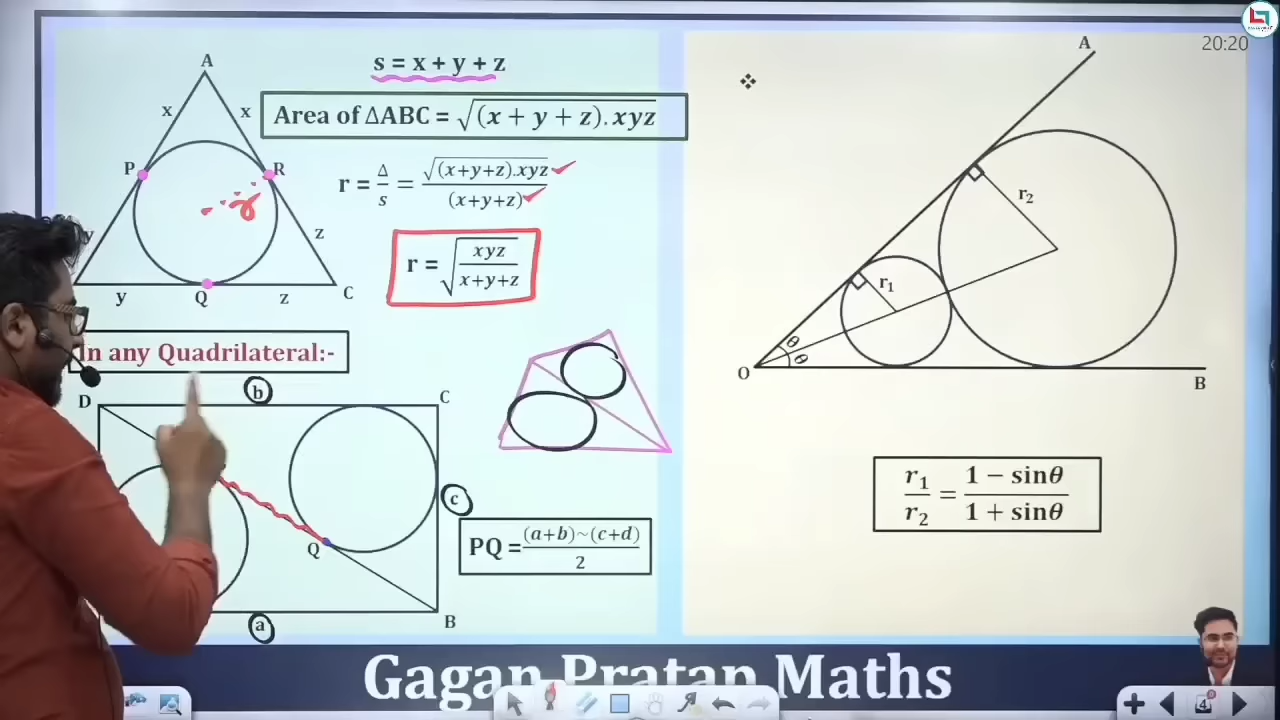 20:20
s = x + y + z
Area of ΔABC = √(x + y + z).xyz
r = Δ/s = √(x+y+z).xyz/(x+y+z)
r = √xyz/x+y+z
A
x
x
P
R
r
y
z
y
Q
z
C
In any Quadrilateral:-
D
b
C
c
Q
a
B
PQ = (a+b)~(c+d)/2
A
r₂
r₁
θ
θ
O
B
r₁/r₂ = 1 − sinθ/1 + sinθ
Gagan Pratap Maths
4